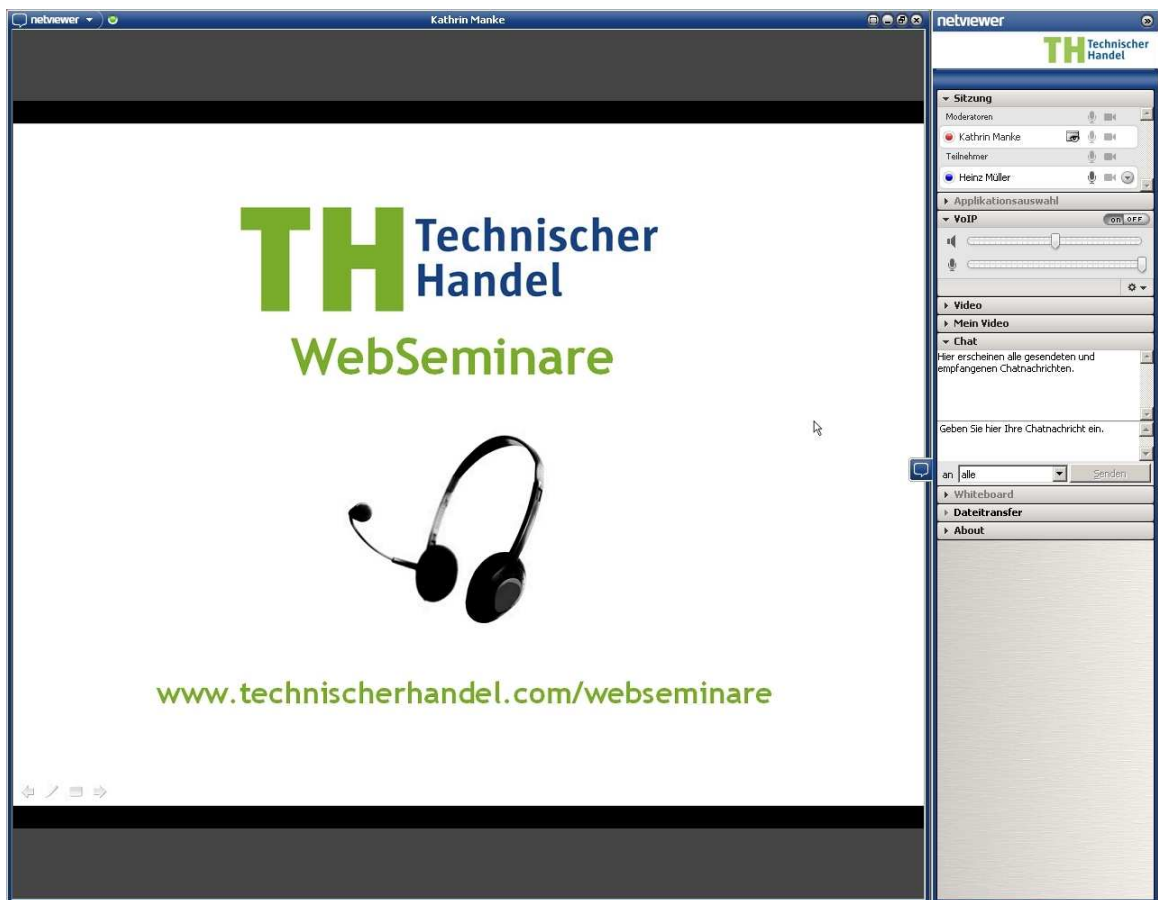 netviewer
Kathrin Manke
TH Technischer
Handel
WebSeminare
www.technischerhandel.com/webseminare
netviewer
TH Technischer
Handel
Sitzung
Moderatoren
Kathrin Manke
Teilnehmer
Heinz Müller
Applikationsauswahl
VoIP
on OFF
Video
Mein Video
Chat
Hier erscheinen alle gesendeten und
empfangenen Chatnachrichten.
Geben Sie hier Ihre Chatnachricht ein.
an alle Senden
Whiteboard
Dateitransfer
About